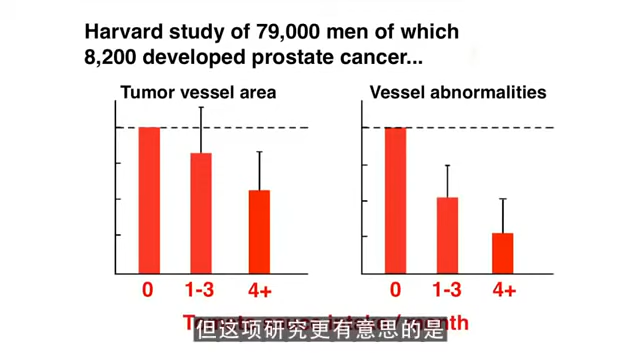 Harvard study of 79,000 men of which
8,200 developed prostate cancer...
Tumor vessel area
Vessel abnormalities
0 1-3 4+
0 1-3 4+
但这项研究更有意思的是